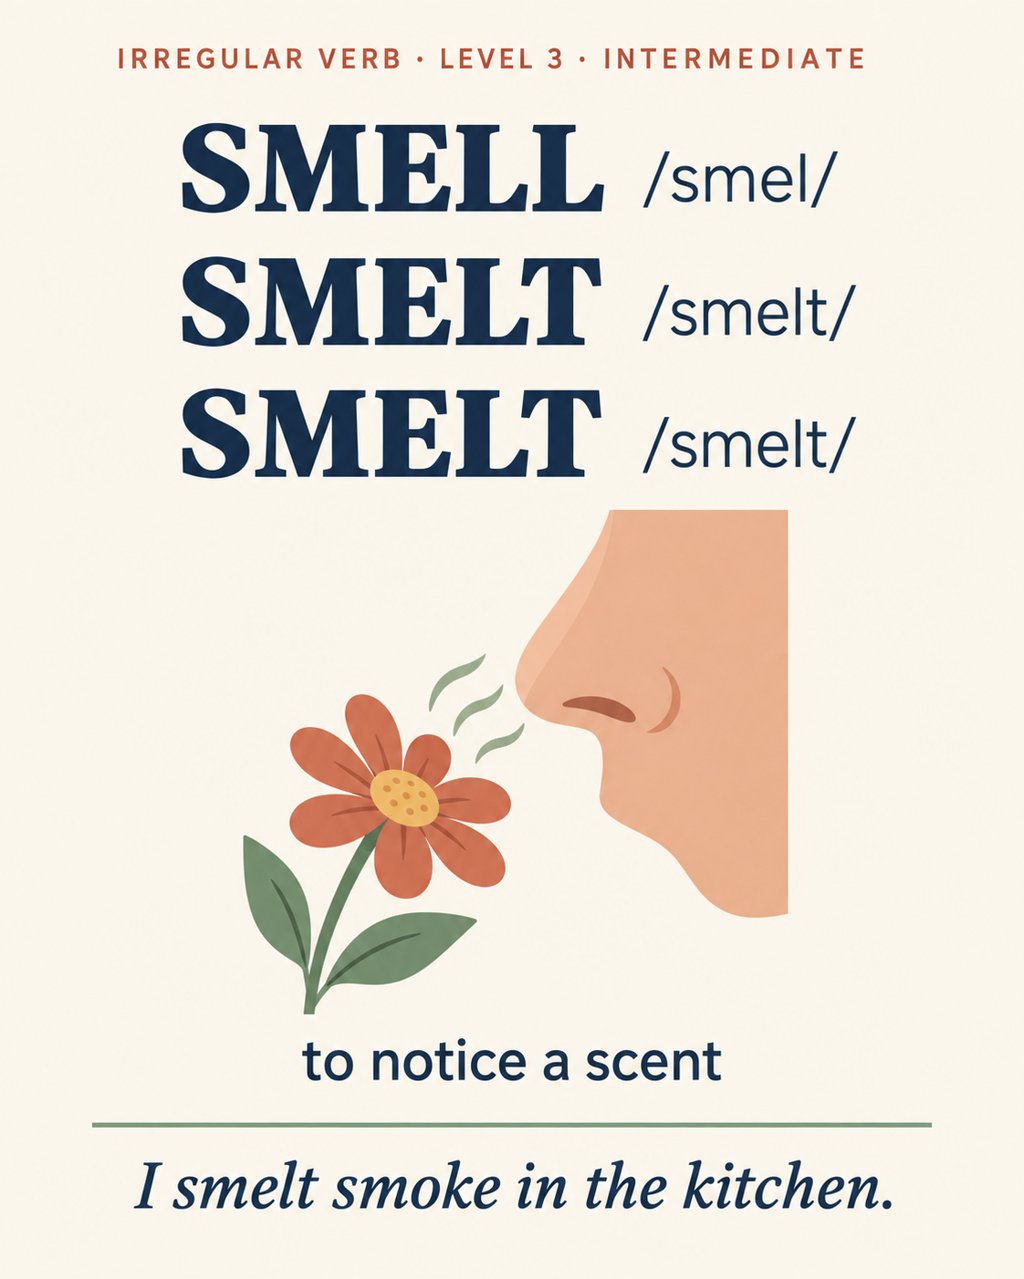 IRREGULAR VERB · LEVEL 3 · INTERMEDIATE
SMELL /smel/
SMELT /smelt/
SMELT /smelt/
to notice a scent
I smelt smoke in the kitchen.